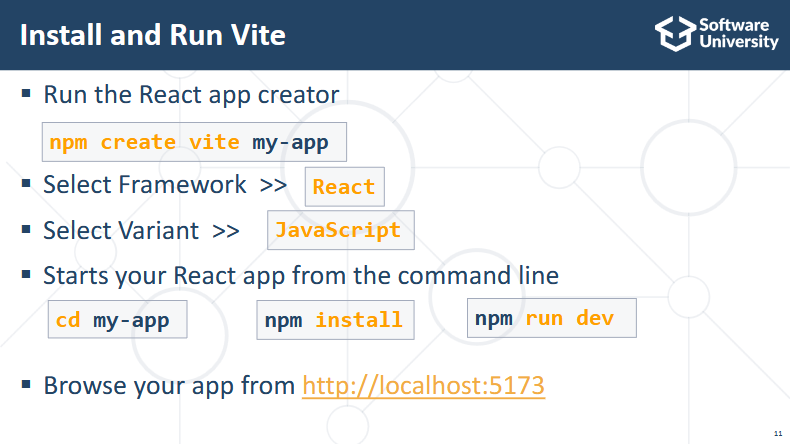 Install and Run Vite
Software
University
Run the React app creator
npm create vite my-app
Select Framework >> React
Select Variant >> JavaScript
Starts your React app from the command line
cd my-app npm install npm run dev
Browse your app from http://localhost:5173
11